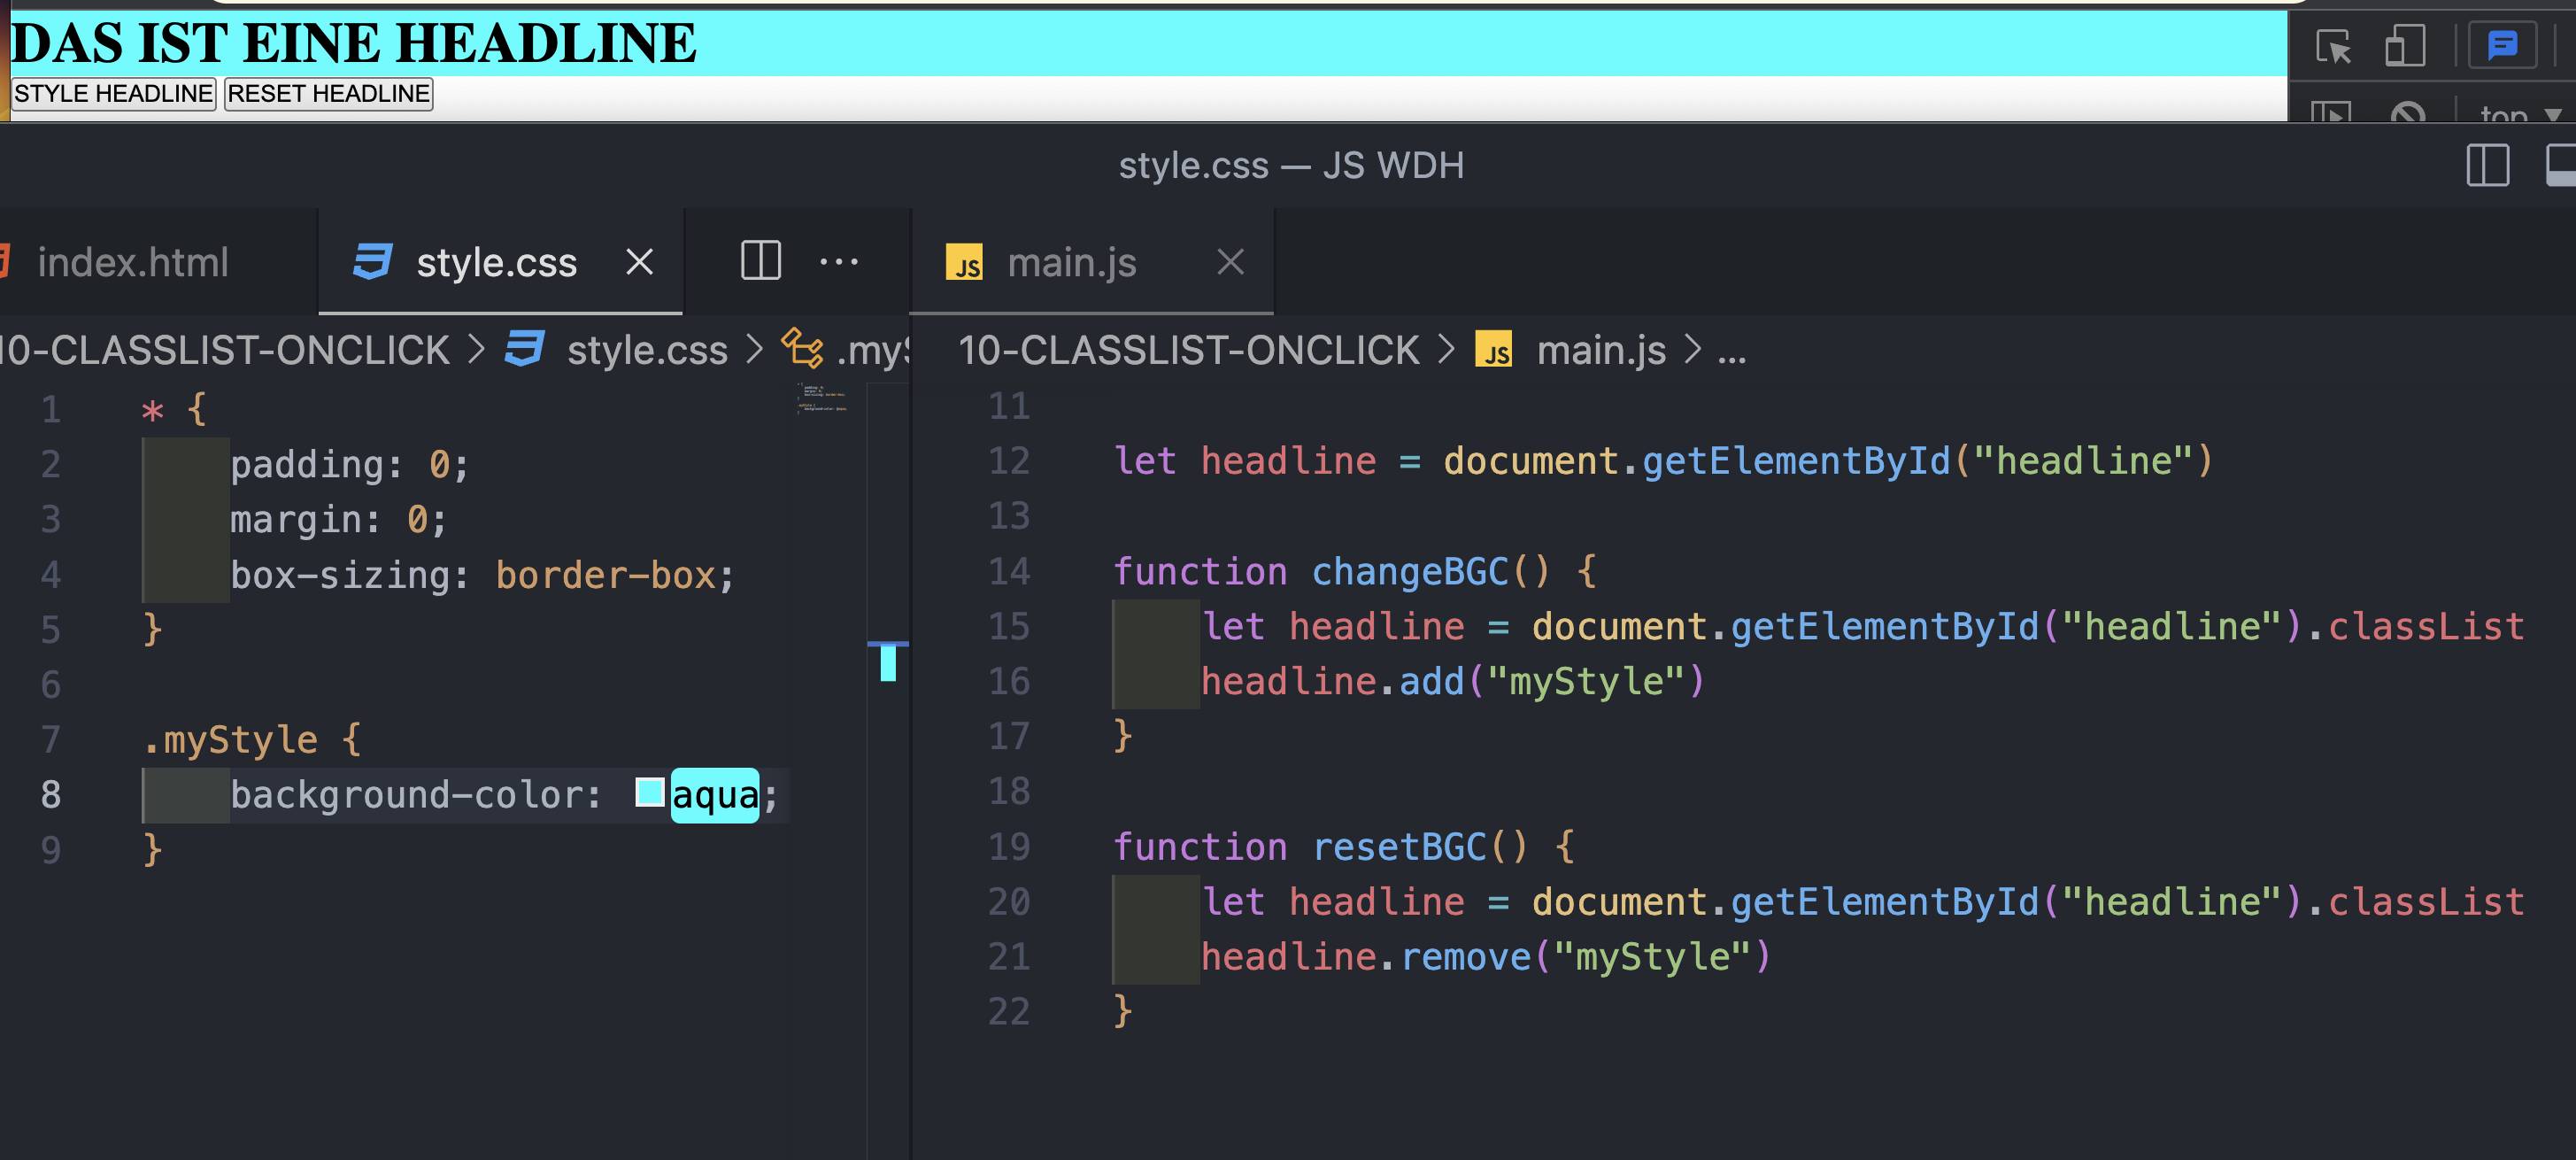 DAS IST EINE HEADLINE
STYLE HEADLINE RESET HEADLINE
top
style.css — JS WDH
index.html
style.css
JS main.js
10-CLASSLIST-ONCLICK > style.css > .myS
10-CLASSLIST-ONCLICK > JS main.js > ...
1 * {
2 padding: 0;
3 margin: 0;
4 box-sizing: border-box;
5 }
6
7 .myStyle {
8 background-color: aqua;
9 }
11
12 let headline = document.getElementById("headline")
13
14 function changeBGC() {
15 let headline = document.getElementById("headline").classList
16 headline.add("myStyle")
17 }
18
19 function resetBGC() {
20 let headline = document.getElementById("headline").classList
21 headline.remove("myStyle")
22 }